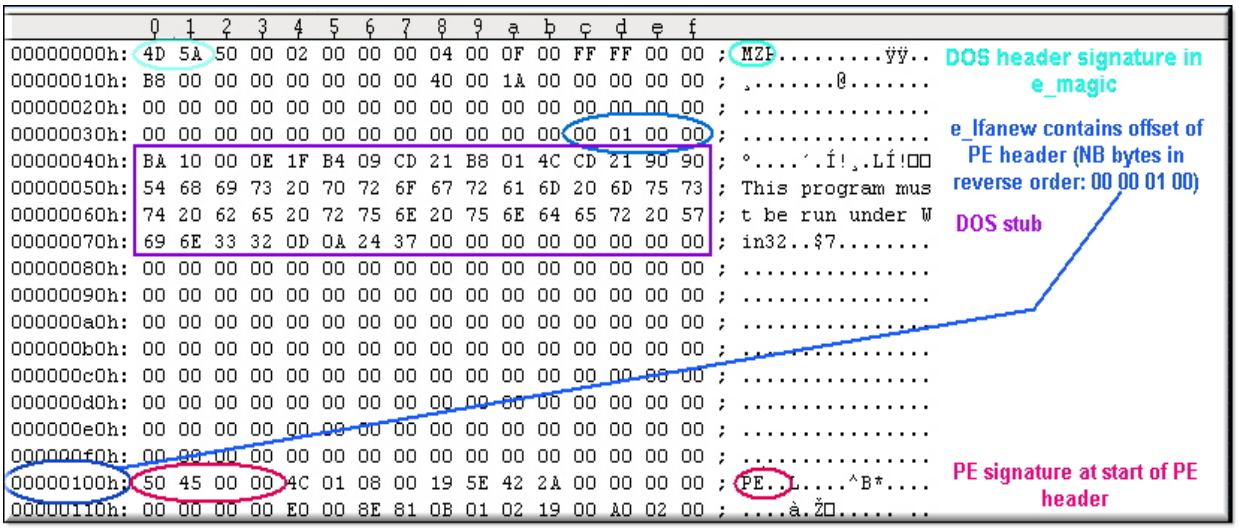 0 1 2 3 4 5 6 7 8 9 a b c d e f
00000000h: 4D 5A 50 00 02 00 00 00 04 00 0F 00 FF FF 00 00 ; MZP.........ÿÿ..
00000010h: B8 00 00 00 00 00 00 00 40 00 1A 00 00 00 00 00 ; ¸.......@.......
00000020h: 00 00 00 00 00 00 00 00 00 00 00 00 00 00 00 00 ; ................
00000030h: 00 00 00 00 00 00 00 00 00 00 00 00 00 01 00 00 ; ................
00000040h: BA 10 00 0E 1F B4 09 CD 21 B8 01 4C CD 21 90 90 ; º....´.Í!¸.LÍ!□□
00000050h: 54 68 69 73 20 70 72 6F 67 72 61 6D 20 6D 75 73 ; This program mus
00000060h: 74 20 62 65 20 72 75 6E 20 75 6E 64 65 72 20 57 ; t be run under W
00000070h: 69 6E 33 32 0D 0A 24 37 00 00 00 00 00 00 00 00 ; in32..$7........
00000080h: 00 00 00 00 00 00 00 00 00 00 00 00 00 00 00 00 ; ................
00000090h: 00 00 00 00 00 00 00 00 00 00 00 00 00 00 00 00 ; ................
000000a0h: 00 00 00 00 00 00 00 00 00 00 00 00 00 00 00 00 ; ................
000000b0h: 00 00 00 00 00 00 00 00 00 00 00 00 00 00 00 00 ; ................
000000c0h: 00 00 00 00 00 00 00 00 00 00 00 00 00 00 00 00 ; ................
000000d0h: 00 00 00 00 00 00 00 00 00 00 00 00 00 00 00 00 ; ................
000000e0h: 00 00 00 00 00 00 00 00 00 00 00 00 00 00 00 00 ; ................
000000f0h: 00 00 00 00 00 00 00 00 00 00 00 00 00 00 00 00 ; ................
00000100h: 50 45 00 00 4C 01 08 00 19 5E 42 2A 00 00 00 00 ; PE..L....^B*....
00000110h: 00 00 00 00 E0 00 8E 81 0B 01 02 19 00 A0 02 00 ; ....à.Ž□..... ..
DOS header signature in
e_magic
e_lfanew contains offset of
PE header (NB bytes in
reverse order: 00 00 01 00)
DOS stub
PE signature at start of PE
header